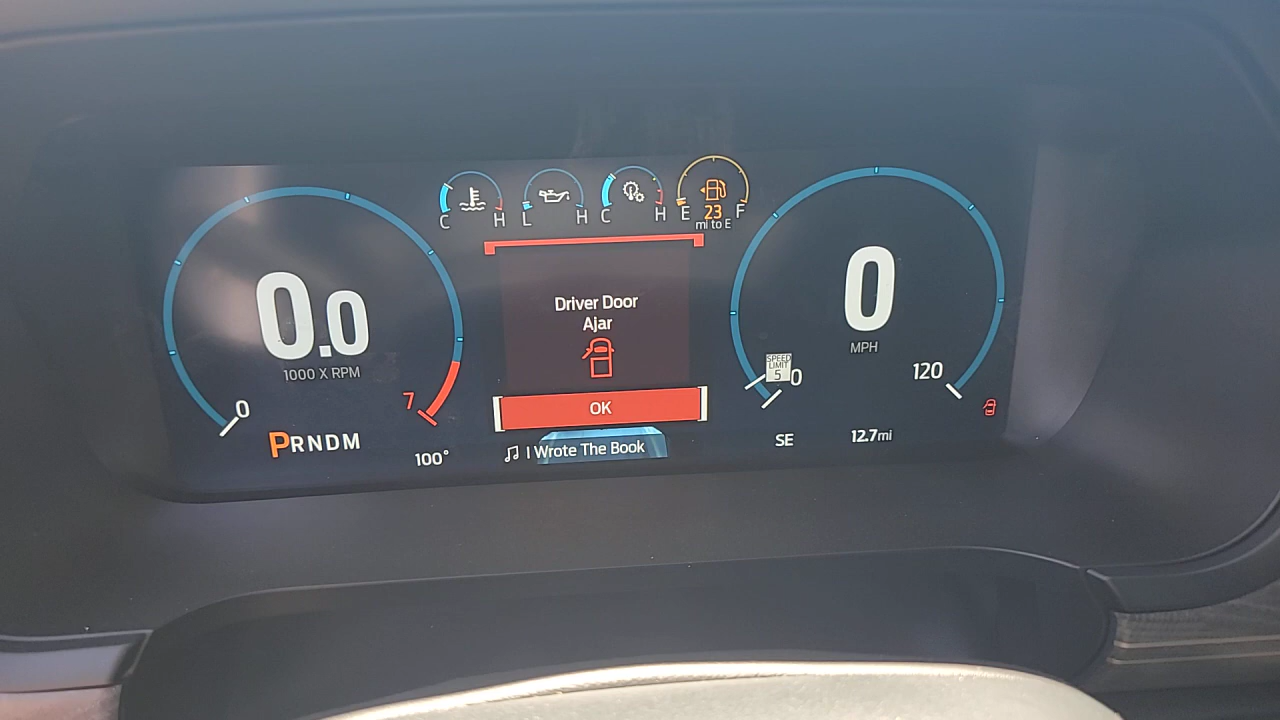 C H
L H
C H
E F
23
mi to E
0.0
1000 X RPM
0
7
PRNDM
100°
Driver Door
Ajar
OK
I Wrote The Book
0
MPH
SPEED
LIMIT
5
0
120
SE
12.7mi